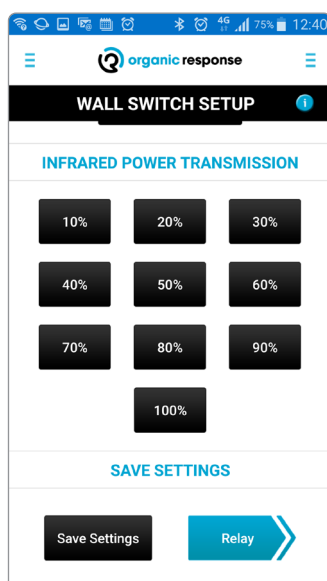 4G 75% 12:40
organic response
WALL SWITCH SETUP i
INFRARED POWER TRANSMISSION
10% 20% 30%
40% 50% 60%
70% 80% 90%
100%
SAVE SETTINGS
Save Settings Relay